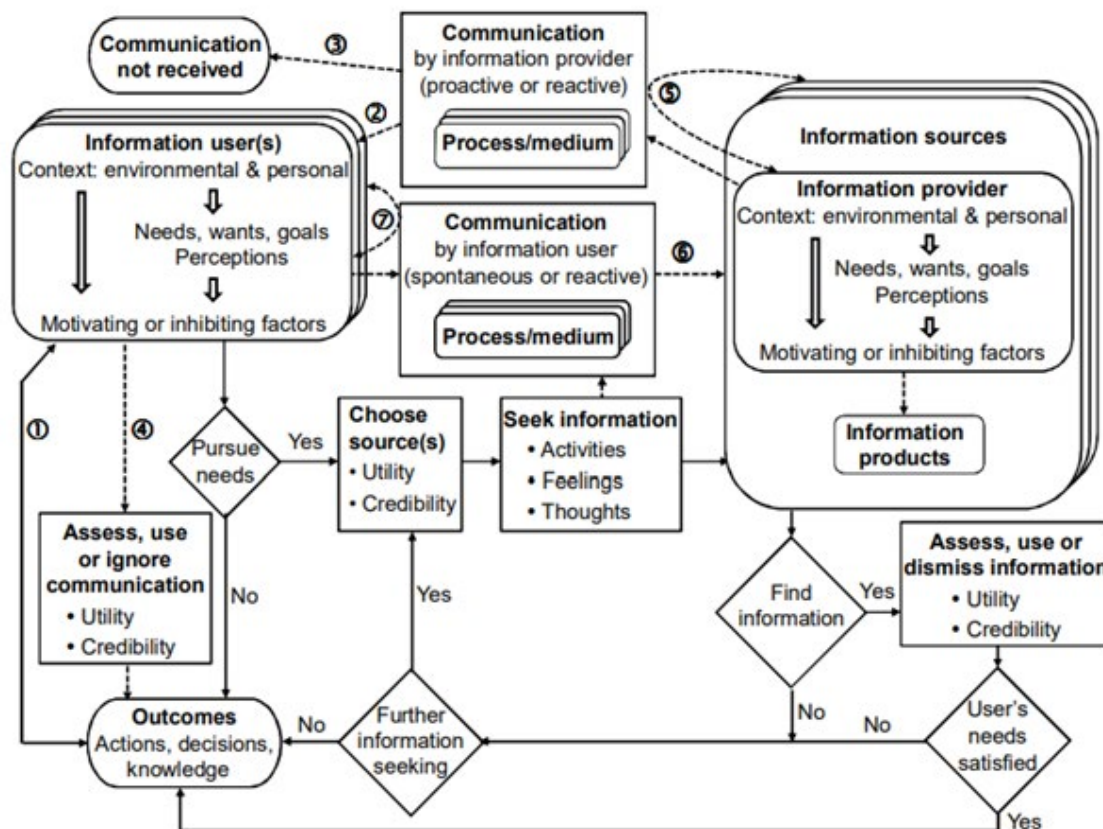 Communication
not received
③
Communication
by information provider
(proactive or reactive)
Process/medium
②
⑤
Information user(s)
Context: environmental & personal
Needs, wants, goals
Perceptions
Motivating or inhibiting factors
⑦
Communication
by information user
(spontaneous or reactive)
Process/medium
⑥
Information sources
Information provider
Context: environmental & personal
Needs, wants, goals
Perceptions
Motivating or inhibiting factors
Information
products
①
④
Pursue
needs
Yes
Choose
source(s)
• Utility
• Credibility
Seek information
• Activities
• Feelings
• Thoughts
Assess, use
or ignore
communication
• Utility
• Credibility
No
Yes
Find
information
Yes
Assess, use or
dismiss information
• Utility
• Credibility
Outcomes
Actions, decisions,
knowledge
No
Further
information
seeking
No
No
User's
needs
satisfied
Yes